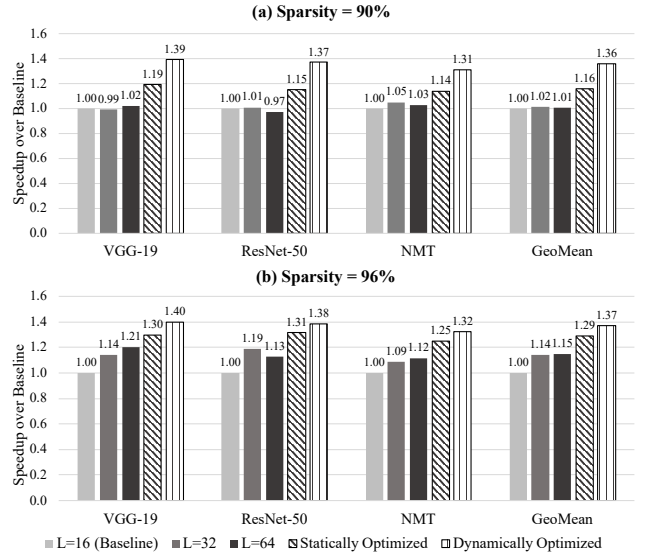 (a) Sparsity = 90%
Speedup over Baseline
1.6
1.4
1.2
1.0
0.8
0.6
0.4
0.2
0.0
1.00 0.99 1.02 1.19 1.39
1.00 1.01 0.97 1.15 1.37
1.00 1.05 1.03 1.14 1.31
1.00 1.02 1.01 1.16 1.36
VGG-19 ResNet-50 NMT GeoMean
(b) Sparsity = 96%
Speedup over Baseline
1.6
1.4
1.2
1.0
0.8
0.6
0.4
0.2
0.0
1.00 1.14 1.21 1.30 1.40
1.00 1.19 1.13 1.31 1.38
1.00 1.09 1.12 1.25 1.32
1.00 1.14 1.15 1.29 1.37
VGG-19 ResNet-50 NMT GeoMean
L=16 (Baseline) L=32 L=64 Statically Optimized Dynamically Optimized